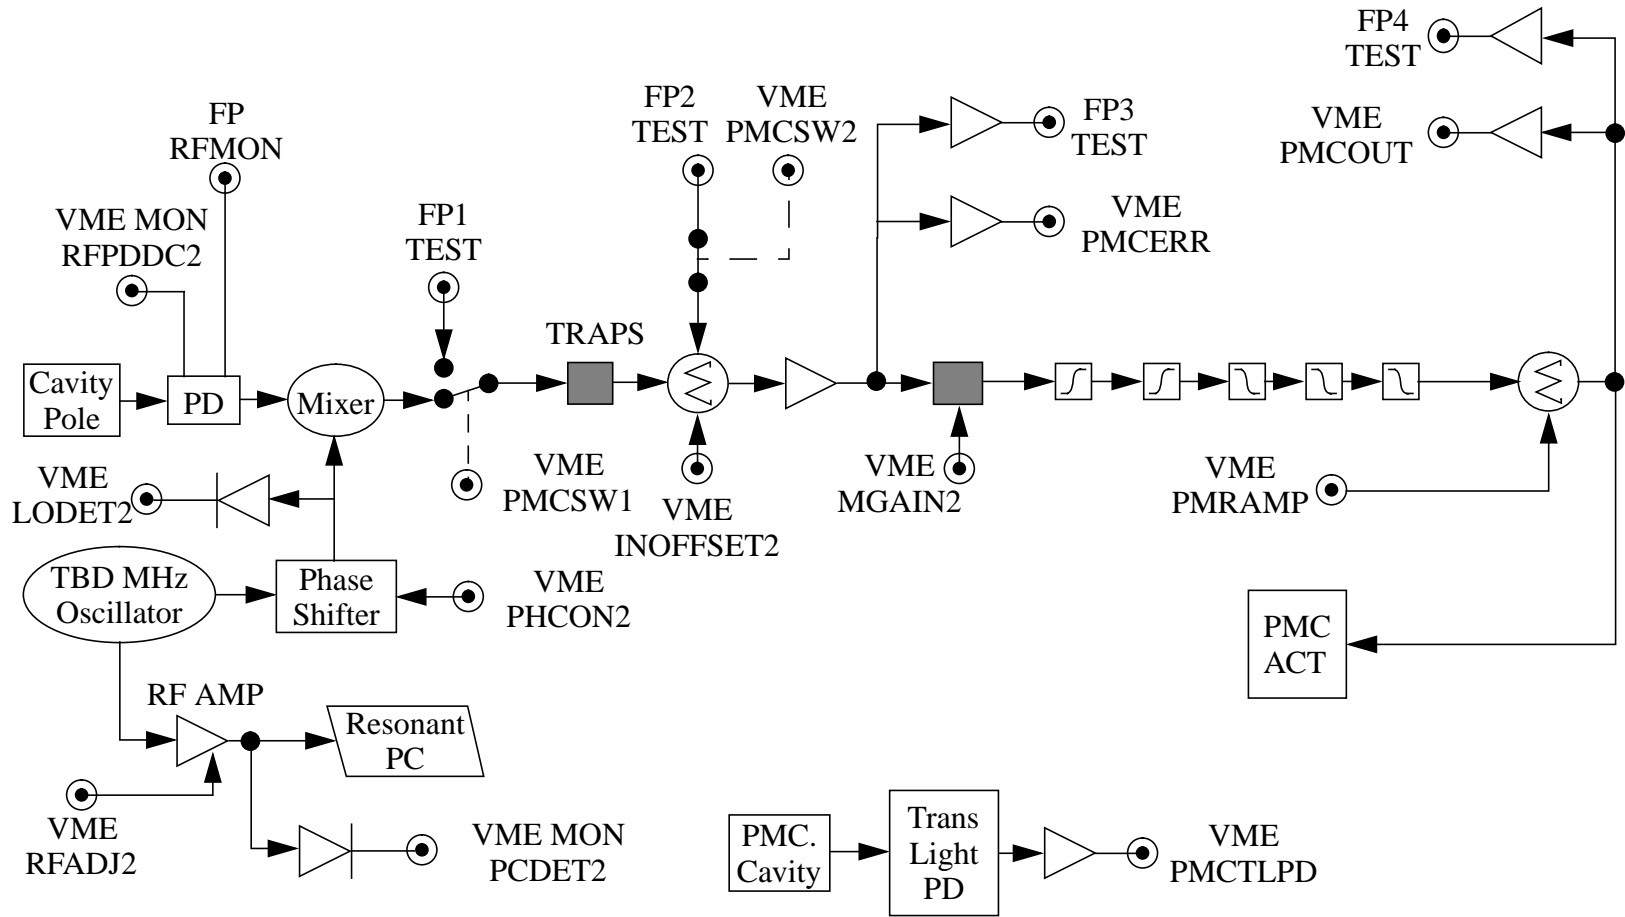 FP4
TEST
FP
RFMON
FP2
TEST
VME
PMCSW2
FP3
TEST
VME
PMCOUT
VME MON
RFPDDC2
FP1
TEST
VME
PMCERR
TRAPS
Cavity
Pole
PD
Mixer
VME
LODET2
VME
PMCSW1
VME
INOFFSET2
VME
MGAIN2
VME
PMRAMP
TBD MHz
Oscillator
Phase
Shifter
VME
PHCON2
PMC
ACT
RF AMP
Resonant
PC
VME
RFADJ2
VME MON
PCDET2
PMC.
Cavity
Trans
Light
PD
VME
PMCTLPD